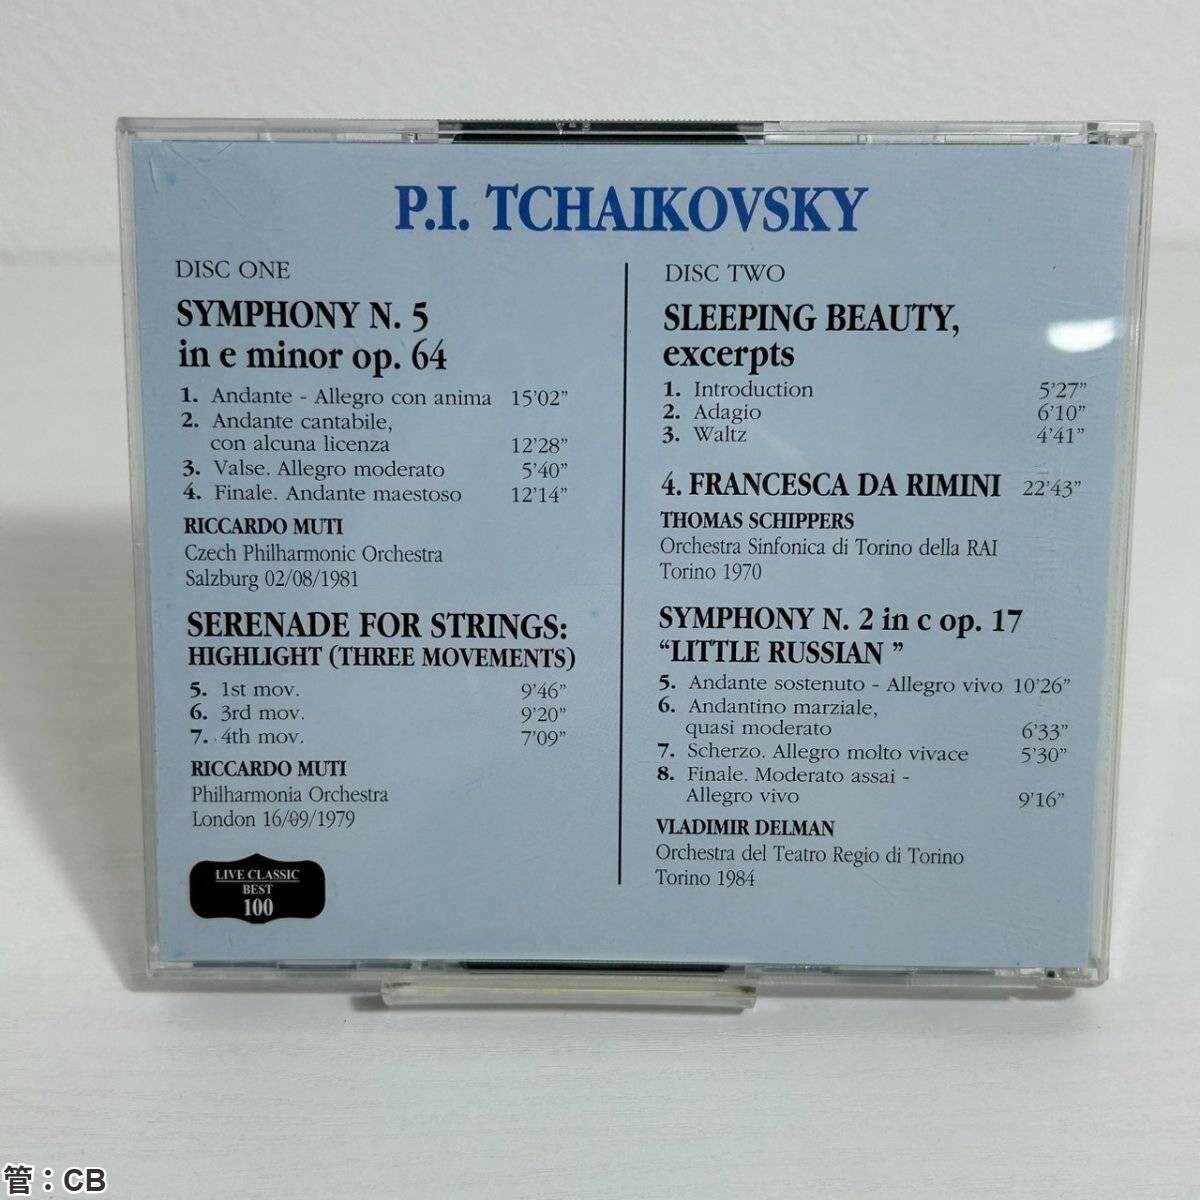 P.I. TCHAIKOVSKY
DISC ONE
SYMPHONY N. 5
in e minor op. 64
1. Andante - Allegro con anima 15'02"
2. Andante cantabile,
con alcuna licenza 12'28"
3. Valse. Allegro moderato 5'40"
4. Finale. Andante maestoso 12'14"
RICCARDO MUTI
Czech Philharmonic Orchestra
Salzburg 02/08/1981
SERENADE FOR STRINGS:
HIGHLIGHT (THREE MOVEMENTS)
5. 1st mov. 9'46"
6. 3rd mov. 9'20"
7. 4th mov. 7'09"
RICCARDO MUTI
Philharmonia Orchestra
London 16/09/1979
LIVE CLASSIC
BEST
100
DISC TWO
SLEEPING BEAUTY,
excerpts
1. Introduction 5'27"
2. Adagio 6'10"
3. Waltz 4'41"
4. FRANCESCA DA RIMINI 22'43"
THOMAS SCHIPPERS
Orchestra Sinfonica di Torino della RAI
Torino 1970
SYMPHONY N. 2 in c op. 17
“LITTLE RUSSIAN ”
5. Andante sostenuto - Allegro vivo 10'26"
6. Andantino marziale,
quasi moderato 6'33"
7. Scherzo. Allegro molto vivace 5'30"
8. Finale. Moderato assai -
Allegro vivo 9'16"
VLADIMIR DELMAN
Orchestra del Teatro Regio di Torino
Torino 1984
管：CB